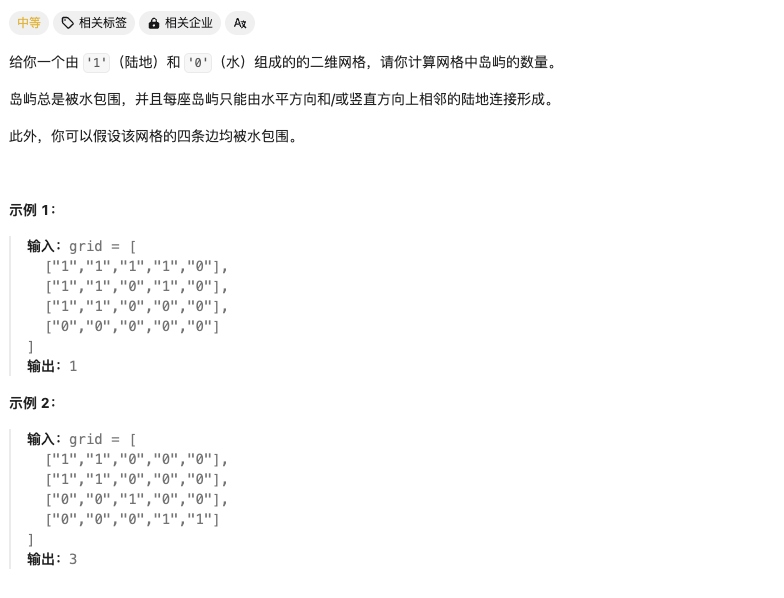 中等 相关标签 相关企业 A文
给你一个由 '1'（陆地）和 '0'（水）组成的的二维网格，请你计算网格中岛屿的数量。
岛屿总是被水包围，并且每座岛屿只能由水平方向和/或竖直方向上相邻的陆地连接形成。
此外，你可以假设该网格的四条边均被水包围。
示例 1：
输入：grid = [
["1","1","1","1","0"],
["1","1","0","1","0"],
["1","1","0","0","0"],
["0","0","0","0","0"]
]
输出：1
示例 2：
输入：grid = [
["1","1","0","0","0"],
["1","1","0","0","0"],
["0","0","1","0","0"],
["0","0","0","1","1"]
]
输出：3